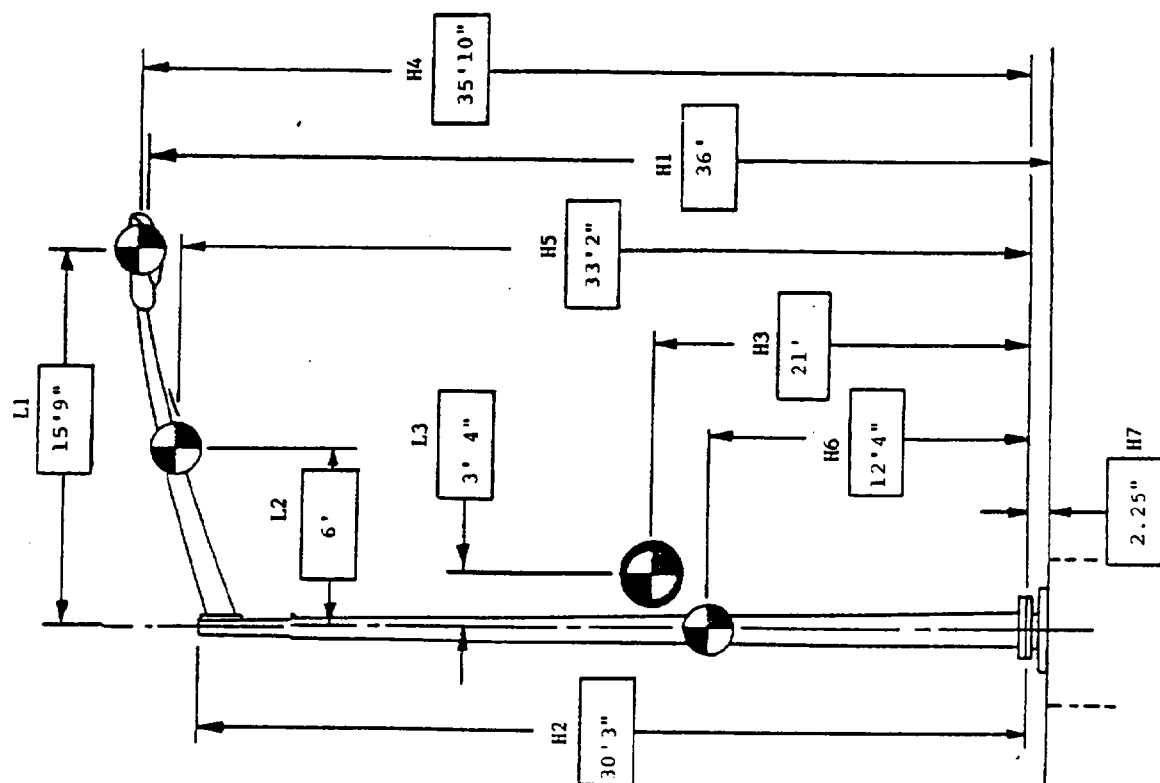 L1
15'9"
L2
6'
L3
3' 4"
H4
35'10"
H1
36'
H5
33'2"
H3
21'
H6
12'4"
H7
2.25"
H2
30'3"